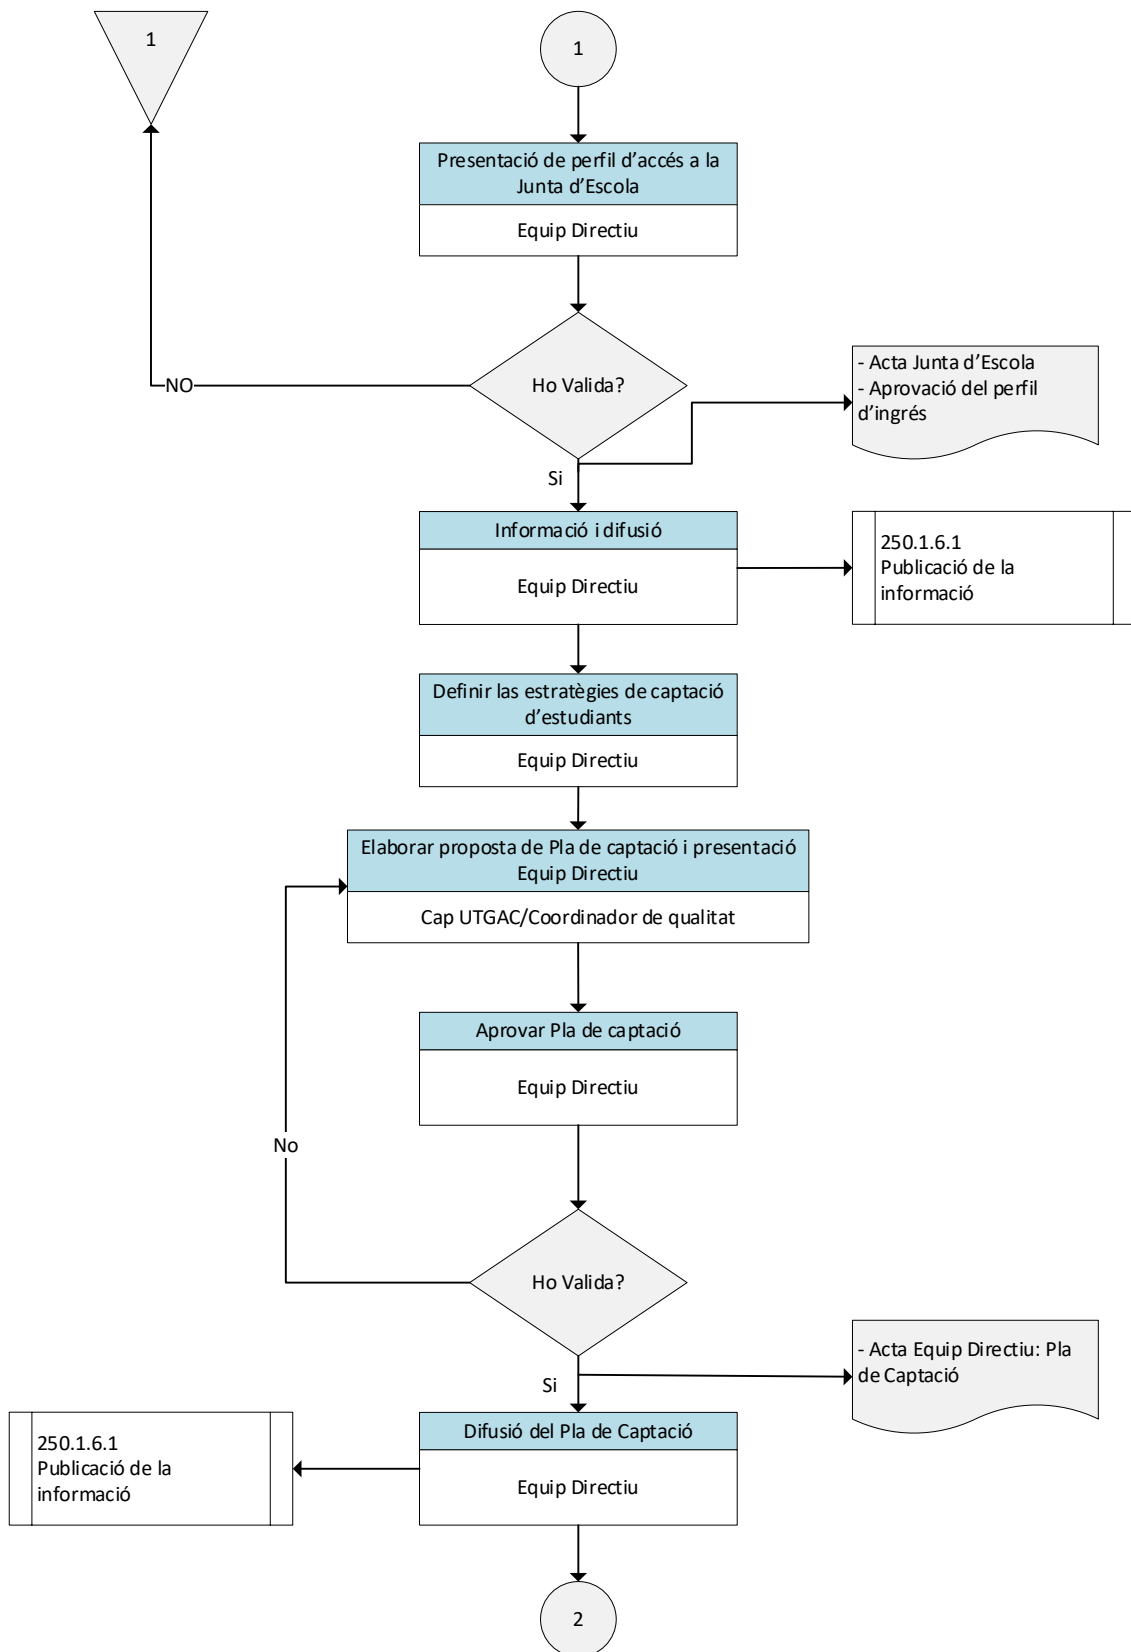 1
1
Presentació de perfil d'accés a la
Junta d'Escola
Equip Directiu
Ho Valida?
NO
- Acta Junta d'Escola
- Aprovació del perfil
d'ingrés
Si
Informació i difusió
Equip Directiu
250.1.6.1
Publicació de la
informació
Definir las estratègies de captació
d'estudiants
Equip Directiu
Elaborar proposta de Pla de captació i presentació
Equip Directiu
Cap UTGAC/Coordinador de qualitat
Aprovar Pla de captació
Equip Directiu
No
Ho Valida?
- Acta Equip Directiu: Pla
de Captació
Si
Difusió del Pla de Captació
Equip Directiu
250.1.6.1
Publicació de la
informació
2